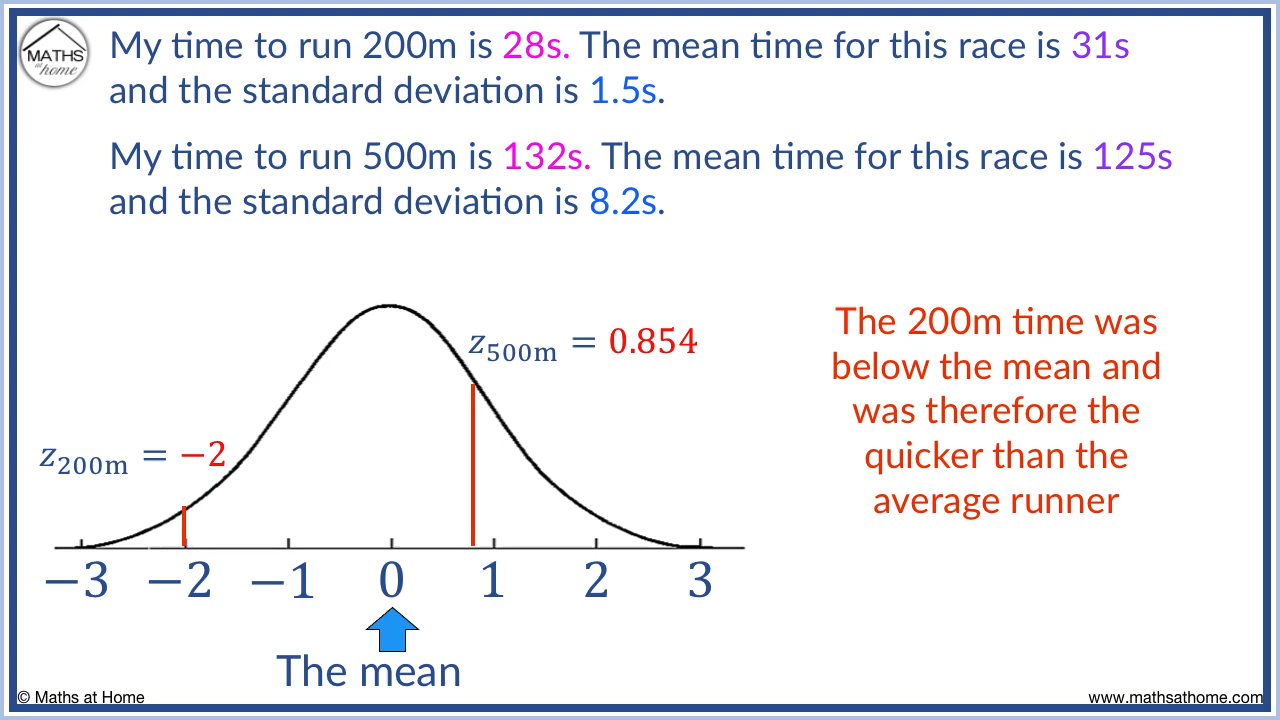 MATHS
at home
My time to run 200m is 28s. The mean time for this race is 31s
and the standard deviation is 1.5s.
My time to run 500m is 132s. The mean time for this race is 125s
and the standard deviation is 8.2s.
z500m = 0.854
z200m = −2
The 200m time was
below the mean and
was therefore the
quicker than the
average runner
−3 −2 −1 0 1 2 3
The mean
© Maths at Home
www.mathsathome.com